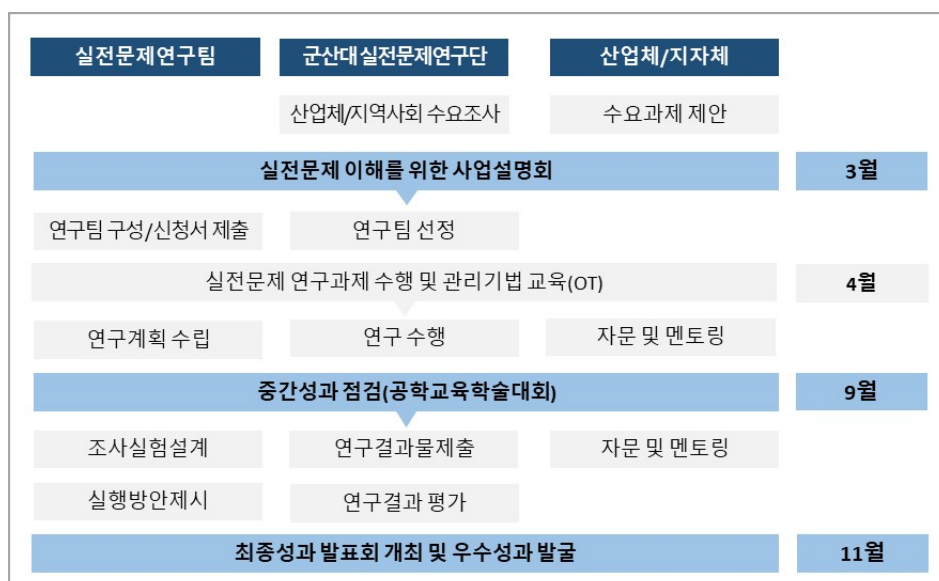 실전문제연구팀
군산대실전문제연구단
산업체/지자체
산업체/지역사회 수요조사
수요과제 제안
실전문제 이해를 위한 사업설명회
3월
연구팀 구성/신청서 제출
연구팀 선정
실전문제 연구과제 수행 및 관리기법 교육(OT)
4월
연구계획 수립
연구 수행
자문 및 멘토링
중간성과 점검(공학교육학술대회)
9월
조사실험설계
연구결과물제출
자문 및 멘토링
실행방안제시
연구결과 평가
최종성과 발표회 개최 및 우수성과 발굴
11월